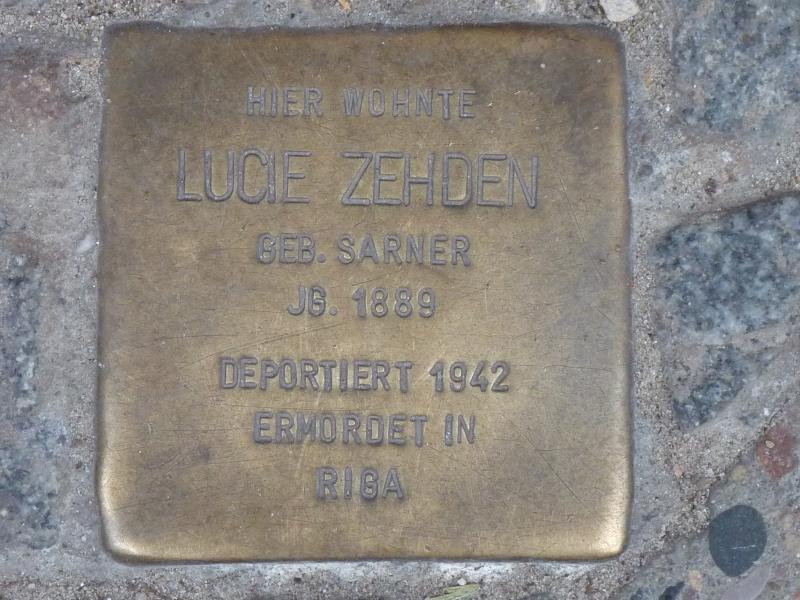 HIER WOHNTE
LUCIE ZEHDEN
GEB. SARNER
JG. 1889
DEPORTIERT 1942
ERMORDET IN
RIGA